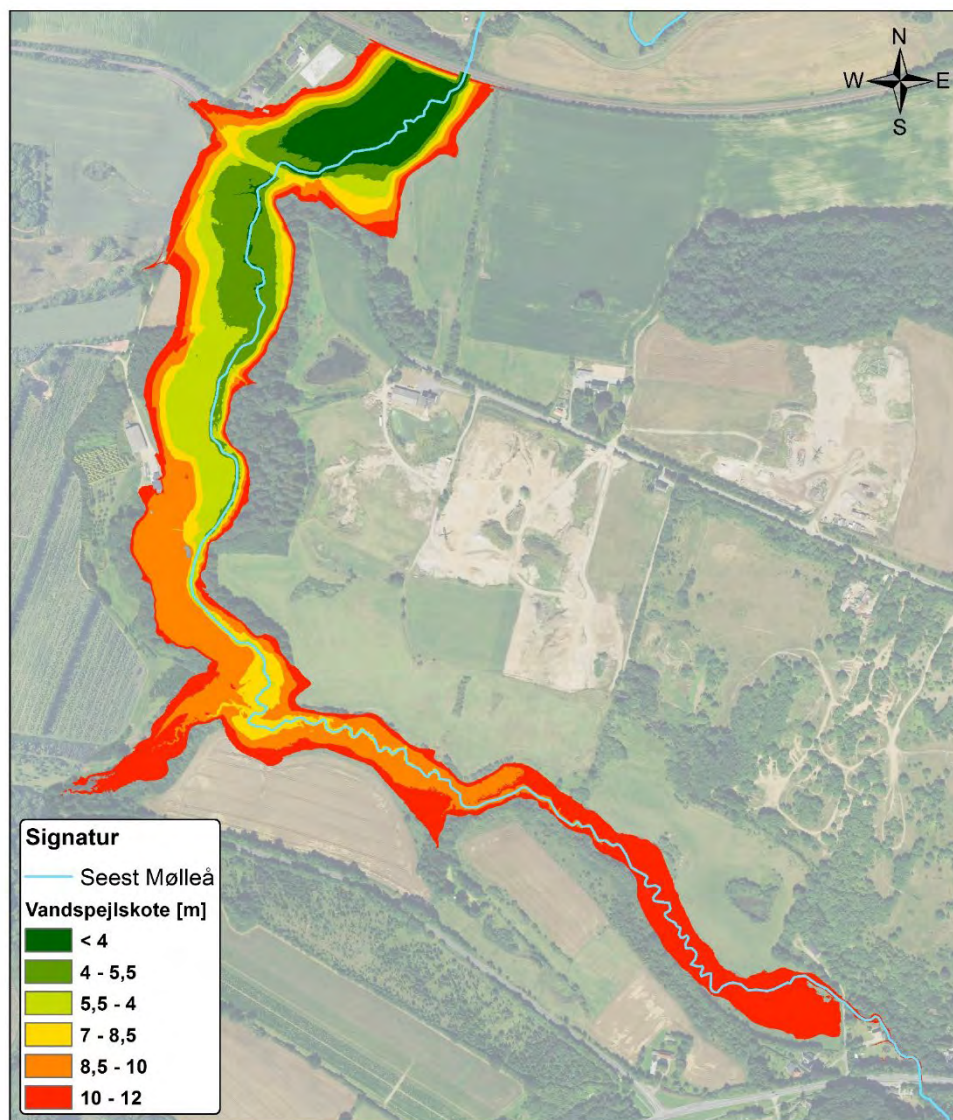 N
W E
S
Signatur
Seest Mølleå
Vandspejlskote [m]
< 4
4 - 5,5
5,5 - 4
7 - 8,5
8,5 - 10
10 - 12